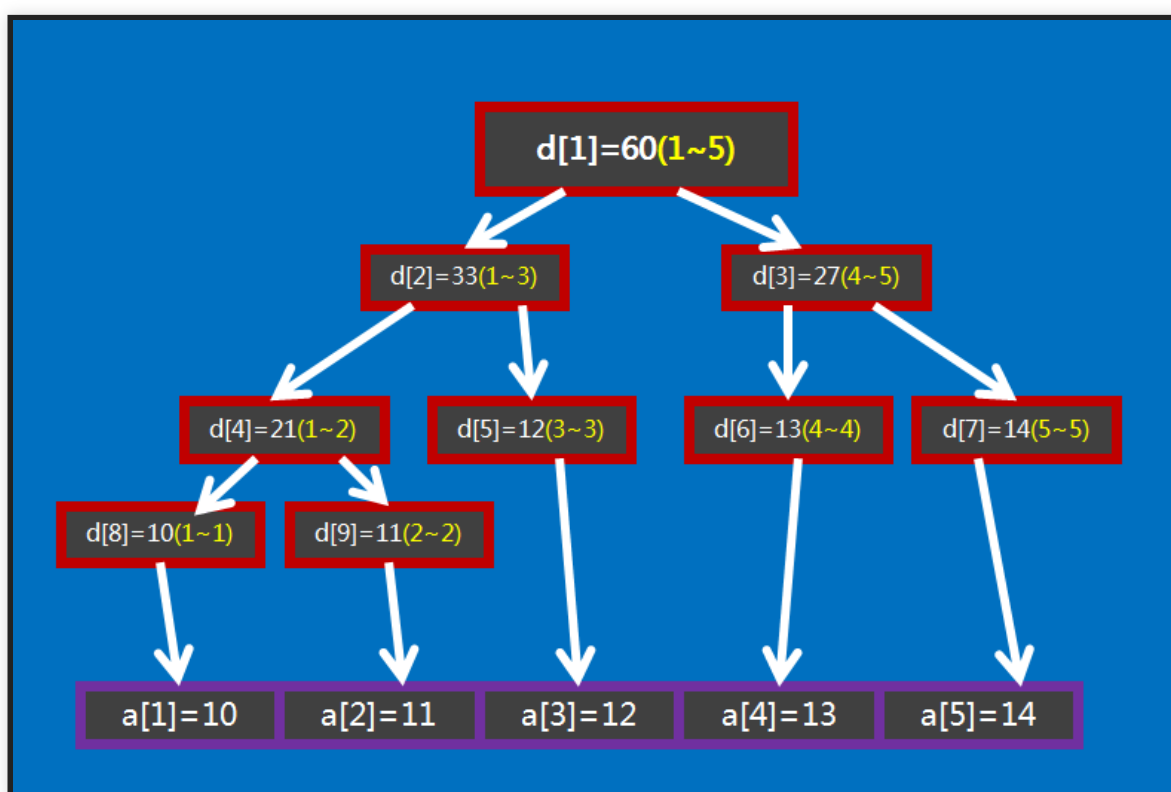 d[1]=60(1~5)
d[2]=33(1~3)
d[3]=27(4~5)
d[4]=21(1~2)
d[5]=12(3~3)
d[6]=13(4~4)
d[7]=14(5~5)
d[8]=10(1~1)
d[9]=11(2~2)
a[1]=10
a[2]=11
a[3]=12
a[4]=13
a[5]=14